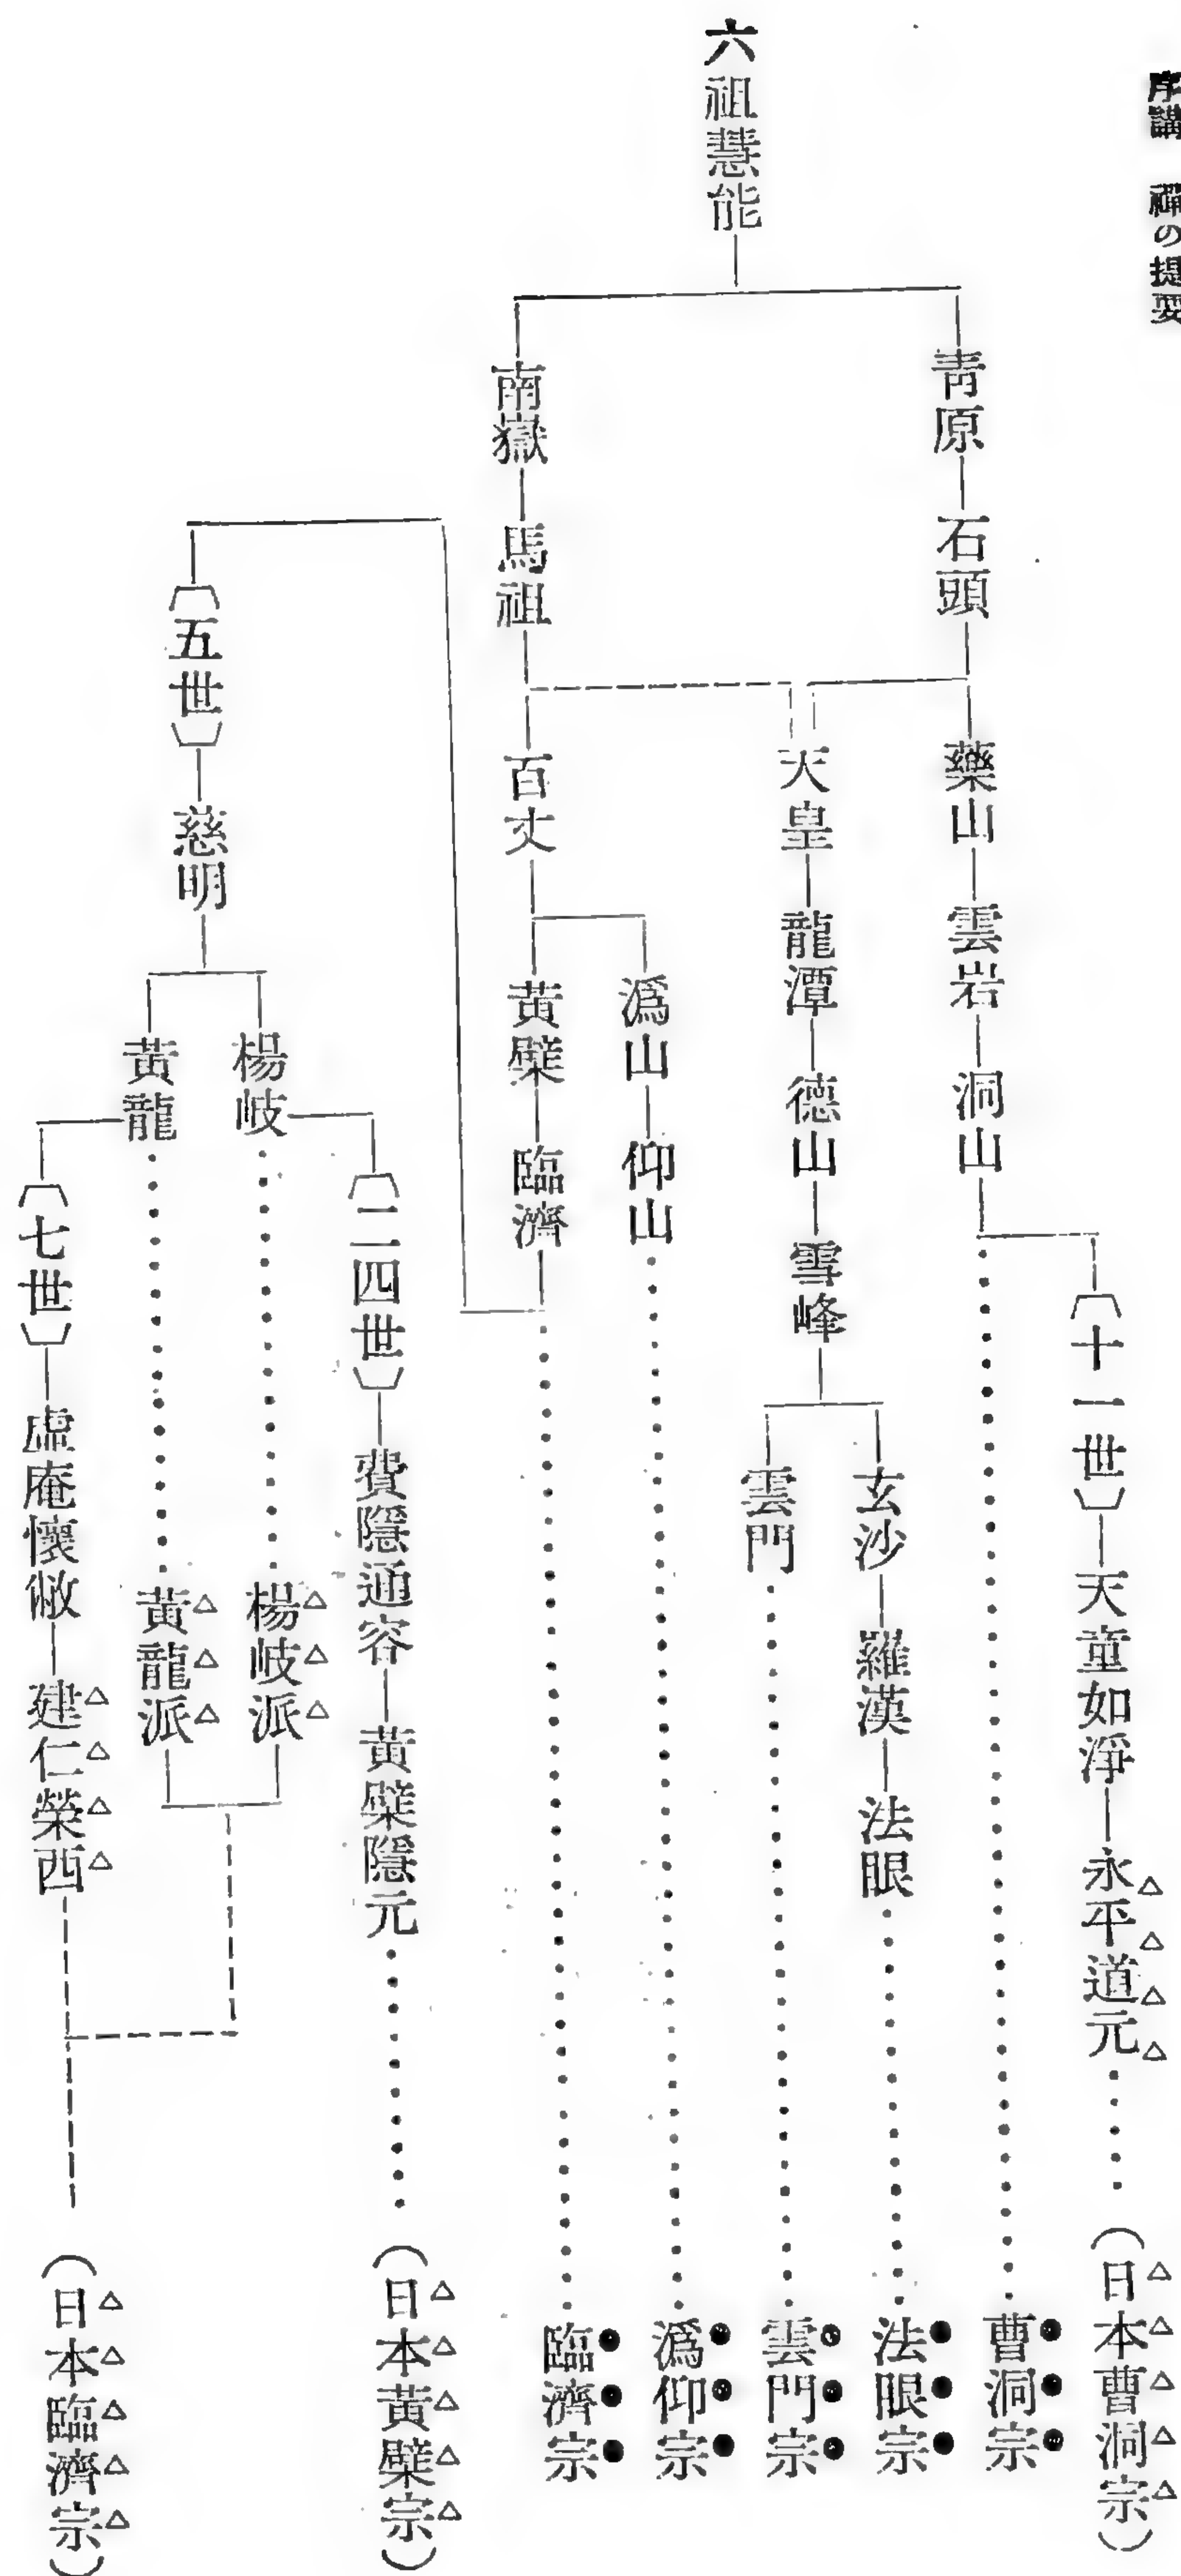 序講　禪の提要
六祖慧能
青原
石頭
藥山
雲岩
洞山
〔十一世〕
天童如淨
永平道元
(日本曹洞宗)
曹洞宗
天皇
龍潭
德山
雪峰
玄沙
羅漢
法眼
法眼宗
雲門
雲門宗
南嶽
馬祖
百丈
潙山
仰山
潙仰宗
黃檗
臨濟
臨濟宗
〔五世〕
慈明
楊岐
〔二四世〕
費隱通容
黃檗隱元
(日本黃檗宗)
楊岐派
黃龍
黃龍派
〔七世〕
虛庵懷敞
建仁榮西
(日本臨濟宗)